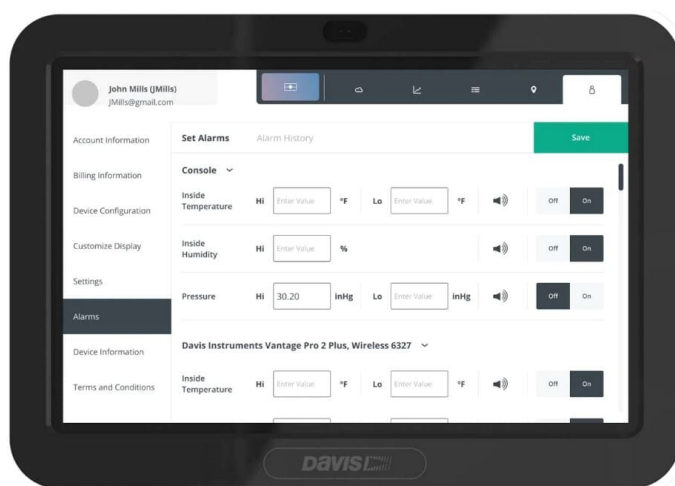 John Mills (JMills)
JMills@gmail.com
Account Information
Billing Information
Device Configuration
Customize Display
Settings
Alarms
Device Information
Terms and Conditions
Set Alarms Alarm History Save
Console
Inside Temperature Hi Enter Value °F Lo Enter Value °F Off On
Inside Humidity Hi Enter Value % Off On
Pressure Hi 30.20 inHg Lo Enter Value inHg Off On
Davis Instruments Vantage Pro 2 Plus, Wireless 6327
Inside Temperature Hi Enter Value °F Lo Enter Value °F Off On
DAVIS